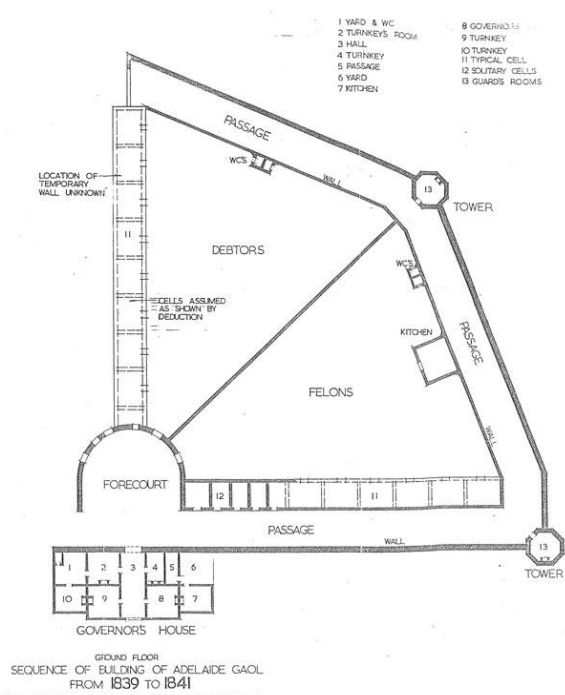 1 YARD & WC
2 TURNKEY'S ROOM
3 HALL
4 TURNKEY
5 PASSAGE
6 YARD
7 KITCHEN
8 GOVERNORS
9 TURNKEY
10 TURNKEY
11 TYPICAL CELL
12 SOLITARY CELLS
13 GUARD'S ROOMS
PASSAGE
WC'S
WALL
13
TOWER
LOCATION OF
TEMPORARY
WALL UNKNOWN
11
DEBTORS
WC'S
CELLS ASSUMED
AS SHOWN BY
DEDUCTION
KITCHEN
PASSAGE
FELONS
WALL
FORECOURT
12
11
PASSAGE
WALL
13
TOWER
1 2 3 4 5 6
10 9 8 7
GOVERNOR'S HOUSE
GROUND FLOOR
SEQUENCE OF BUILDING OF ADELAIDE GAOL
FROM 1839 TO 1841